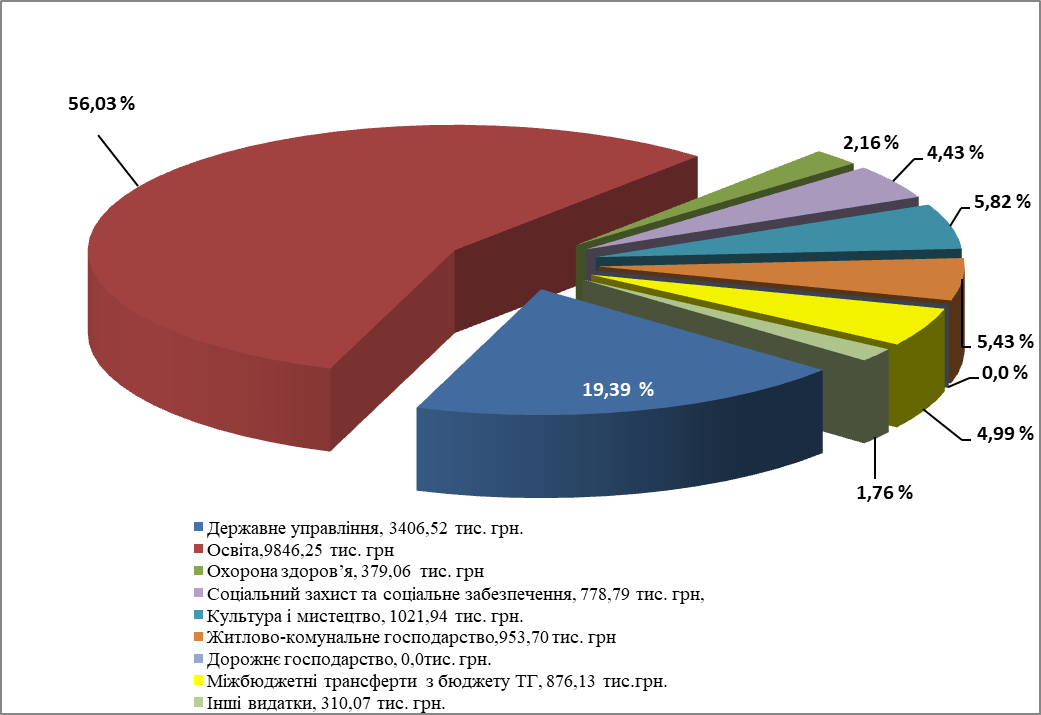 56,03 %
2,16 %
4,43 %
5,82 %
5,43 %
0,0 %
19,39 %
4,99 %
1,76 %
Державне управління, 3406,52 тис. грн.
Освіта,9846,25 тис. грн
Охорона здоров’я, 379,06 тис. грн
Соціальний захист та соціальне забезпечення, 778,79 тис. грн,
Культура і мистецтво, 1021,94 тис. грн.
Житлово-комунальне господарство,953,70 тис. грн
Дорожнє господарство, 0,0тис. грн.
Міжбюджетні трансферти з бюджету ТГ, 876,13 тис.грн.
Інші видатки, 310,07 тис. грн.